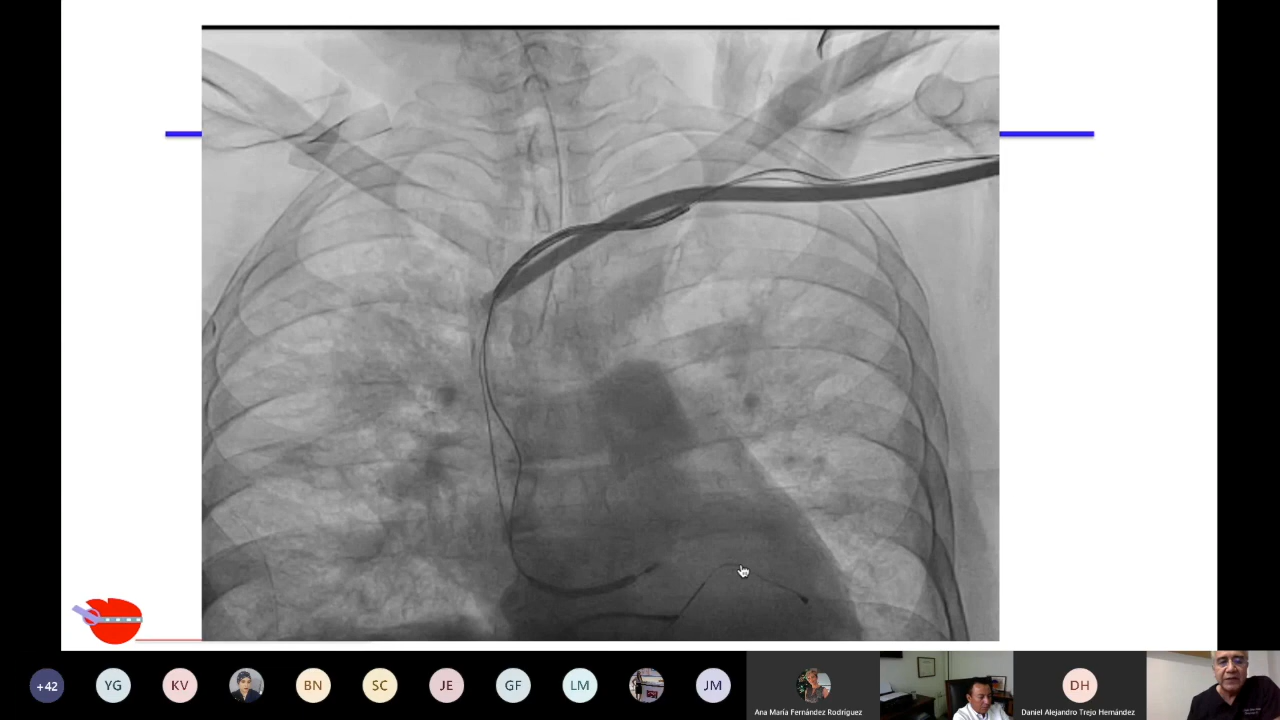 +42
YG
KV
BN
SC
JE
GF
LM
JM
Ana María Fernández Rodríguez
DH
Daniel Alejandro Trejo Hernández